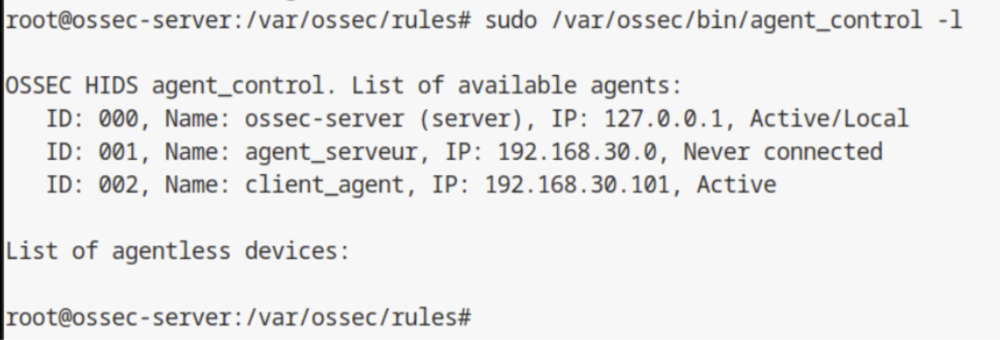 root@ossec-server:/var/ossec/rules# sudo /var/ossec/bin/agent_control -l
OSSEC HIDS agent_control. List of available agents:
ID: 000, Name: ossec-server (server), IP: 127.0.0.1, Active/Local
ID: 001, Name: agent_serveur, IP: 192.168.30.0, Never connected
ID: 002, Name: client_agent, IP: 192.168.30.101, Active
List of agentless devices:
root@ossec-server:/var/ossec/rules#